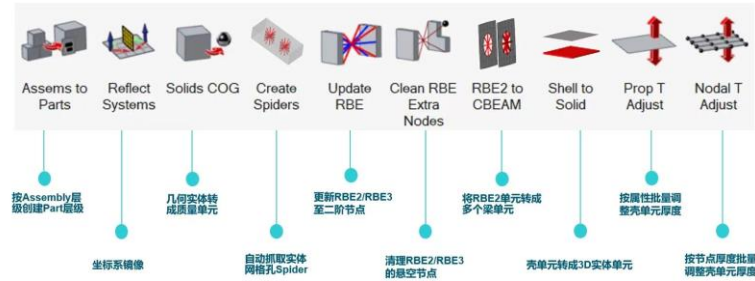 Assems to
Parts
Reflect
Systems
Solids COG
Create
Spiders
Update
RBE
Clean RBE
Extra
Nodes
RBE2 to
CBEAM
Shell to
Solid
Prop T
Adjust
Nodal T
Adjust
按Assembly层
级创建Part层级
几何实体转
成质量单元
更新RBE2/RBE3
至二阶节点
将RBE2单元转成
多个梁单元
按属性批量调
整壳单元厚度
坐标系镜像
自动抓取实体
网格孔Spider
清理RBE2/RBE3
的悬空节点
壳单元转成3D实体单元
按节点厚度批量
调整壳单元厚度